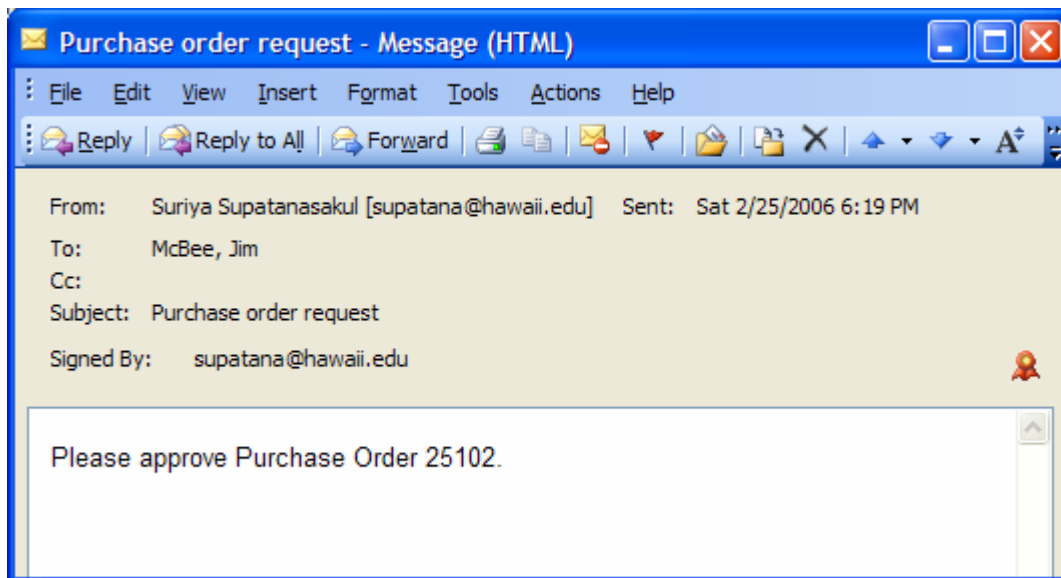 Purchase order request - Message (HTML)
File Edit View Insert Format Tools Actions Help
Reply Reply to All Forward A
From: Suriya Supatanasakul [supatana@hawaii.edu] Sent: Sat 2/25/2006 6:19 PM
To: McBee, Jim
Cc:
Subject: Purchase order request
Signed By: supatana@hawaii.edu
Please approve Purchase Order 25102.